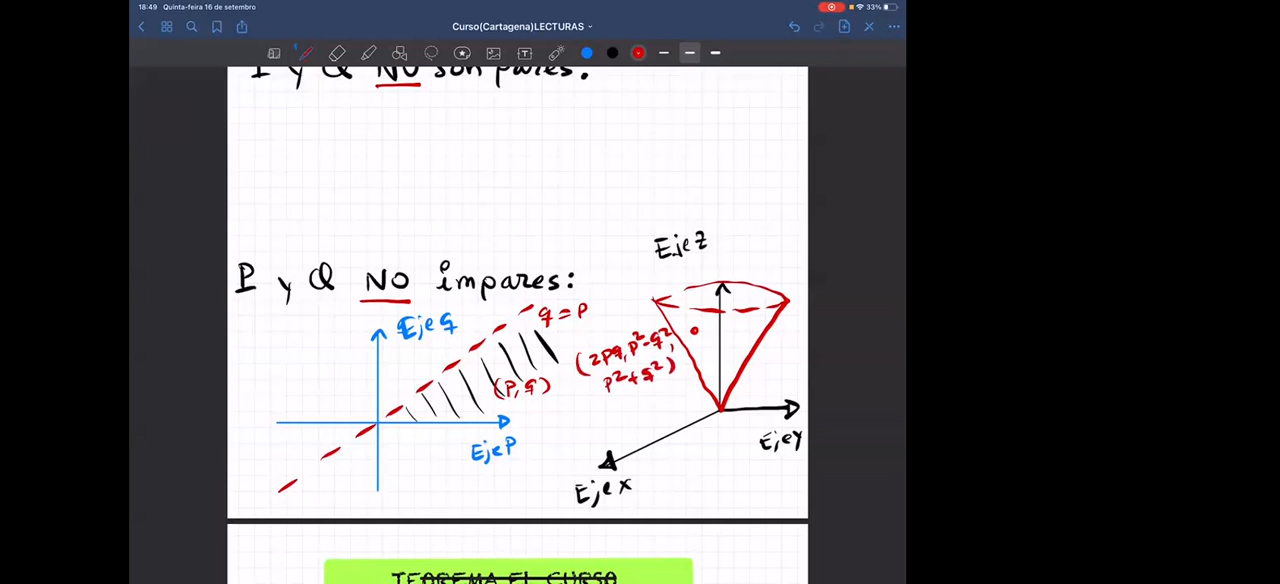 18:49 Quinta-feira 16 de setembro
33%
Curso(Cartagena)LECTURAS
P y Q NO son pares.
Eje z
P y Q NO impares:
Eje q
q = p
(2pq, p²-q²,
p²+q²)
(p, q)
Eje p
Eje y
Eje x
TEOREMA EL CURSO